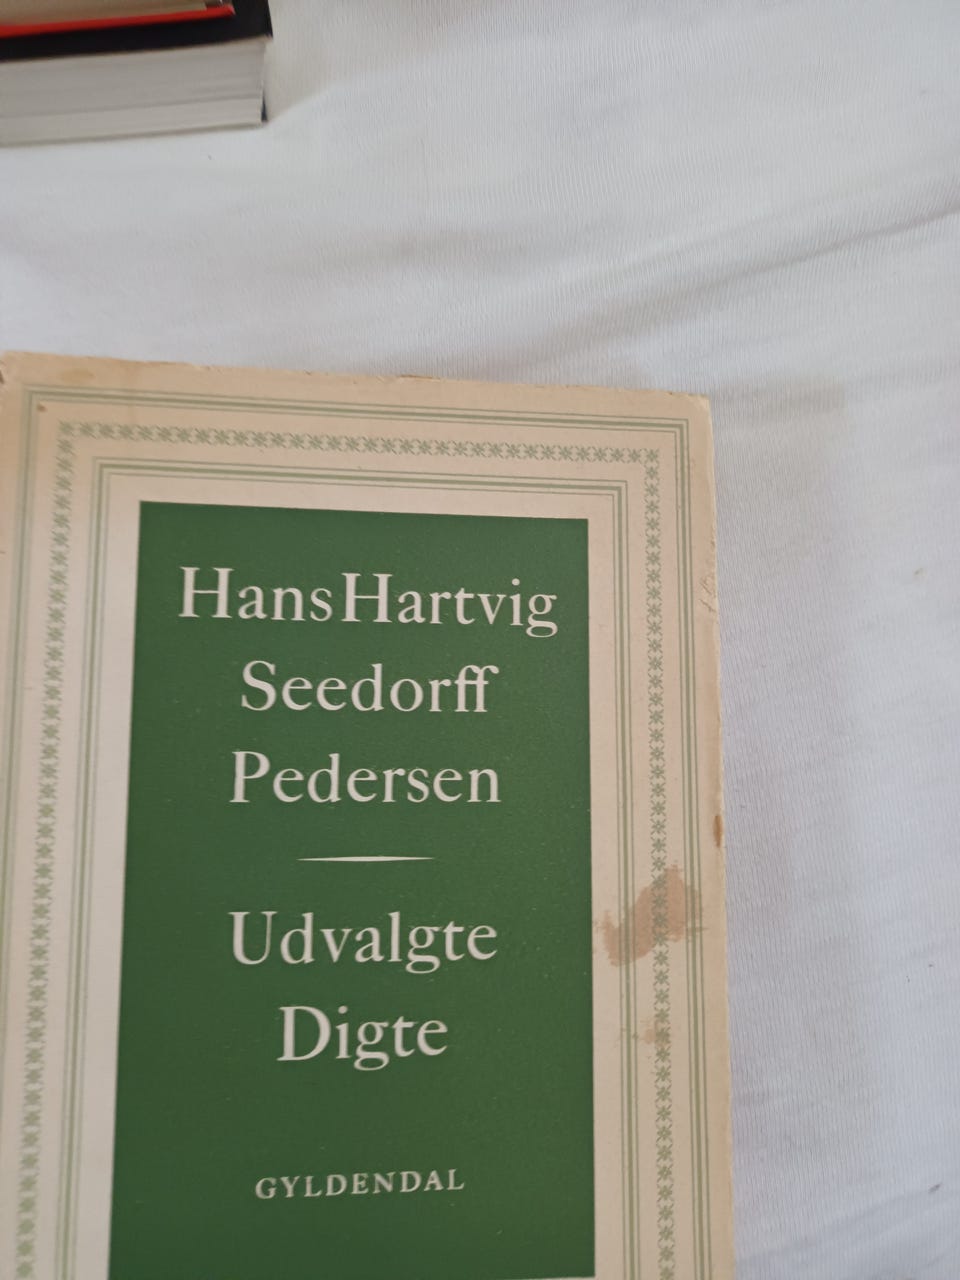 Hans Hartvig
Seedorff
Pedersen
Udvalgte
Digte
GYLDENDAL